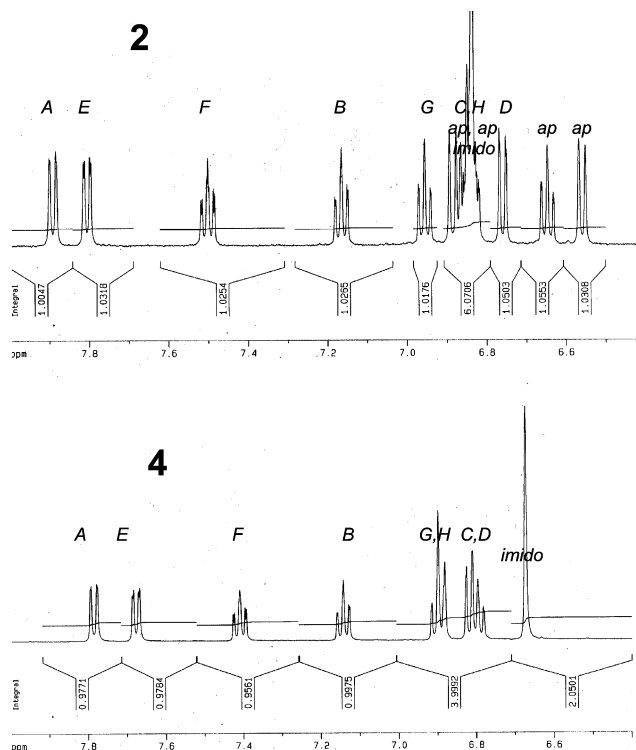 2
A E F B G C,H D
ap, ap ap ap
imido
Integral
1.0047 1.0318 1.0254 1.0265 1.0176 6.0706 1.0503 1.0553 1.0308
ppm 7.8 7.6 7.4 7.2 7.0 6.8 6.6
4
A E F B G,H C,D
imido
Integral
0.9771 0.9784 0.9561 0.9975 3.9992 2.0501
ppm 7.8 7.6 7.4 7.2 7.0 6.8 6.6